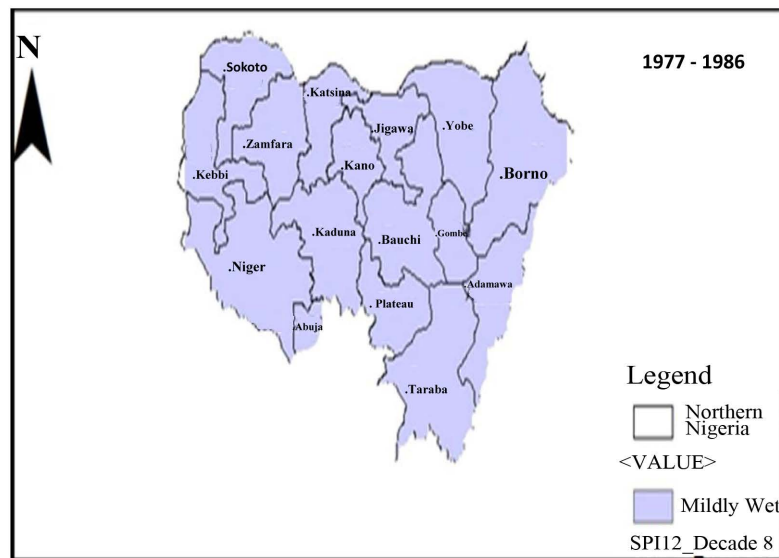 N
1977 - 1986
.Sokoto
.Katsina
.Jigawa
.Yobe
.Zamfara
.Kano
.Kebbi
.Borno
.Kaduna
.Bauchi
.Gombe
.Niger
.Adamawa
. Plateau
Abuja
.Taraba
Legend
Northern
Nigeria
<VALUE>
Mildly Wet
SPI12_Decade 8